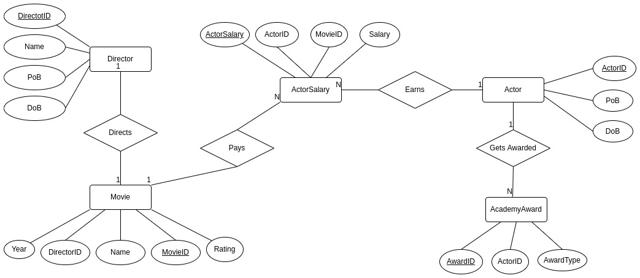 DirectotID
Name
PoB
DoB
Director
1
Directs
1
Movie
1
Year
DirectorID
Name
MovieID
Rating
ActorSalary
ActorID
MovieID
Salary
ActorSalary
N
N
Pays
Earns
1
Actor
ActorID
PoB
DoB
1
Gets Awarded
N
AcademyAward
AwardID
ActorID
AwardType